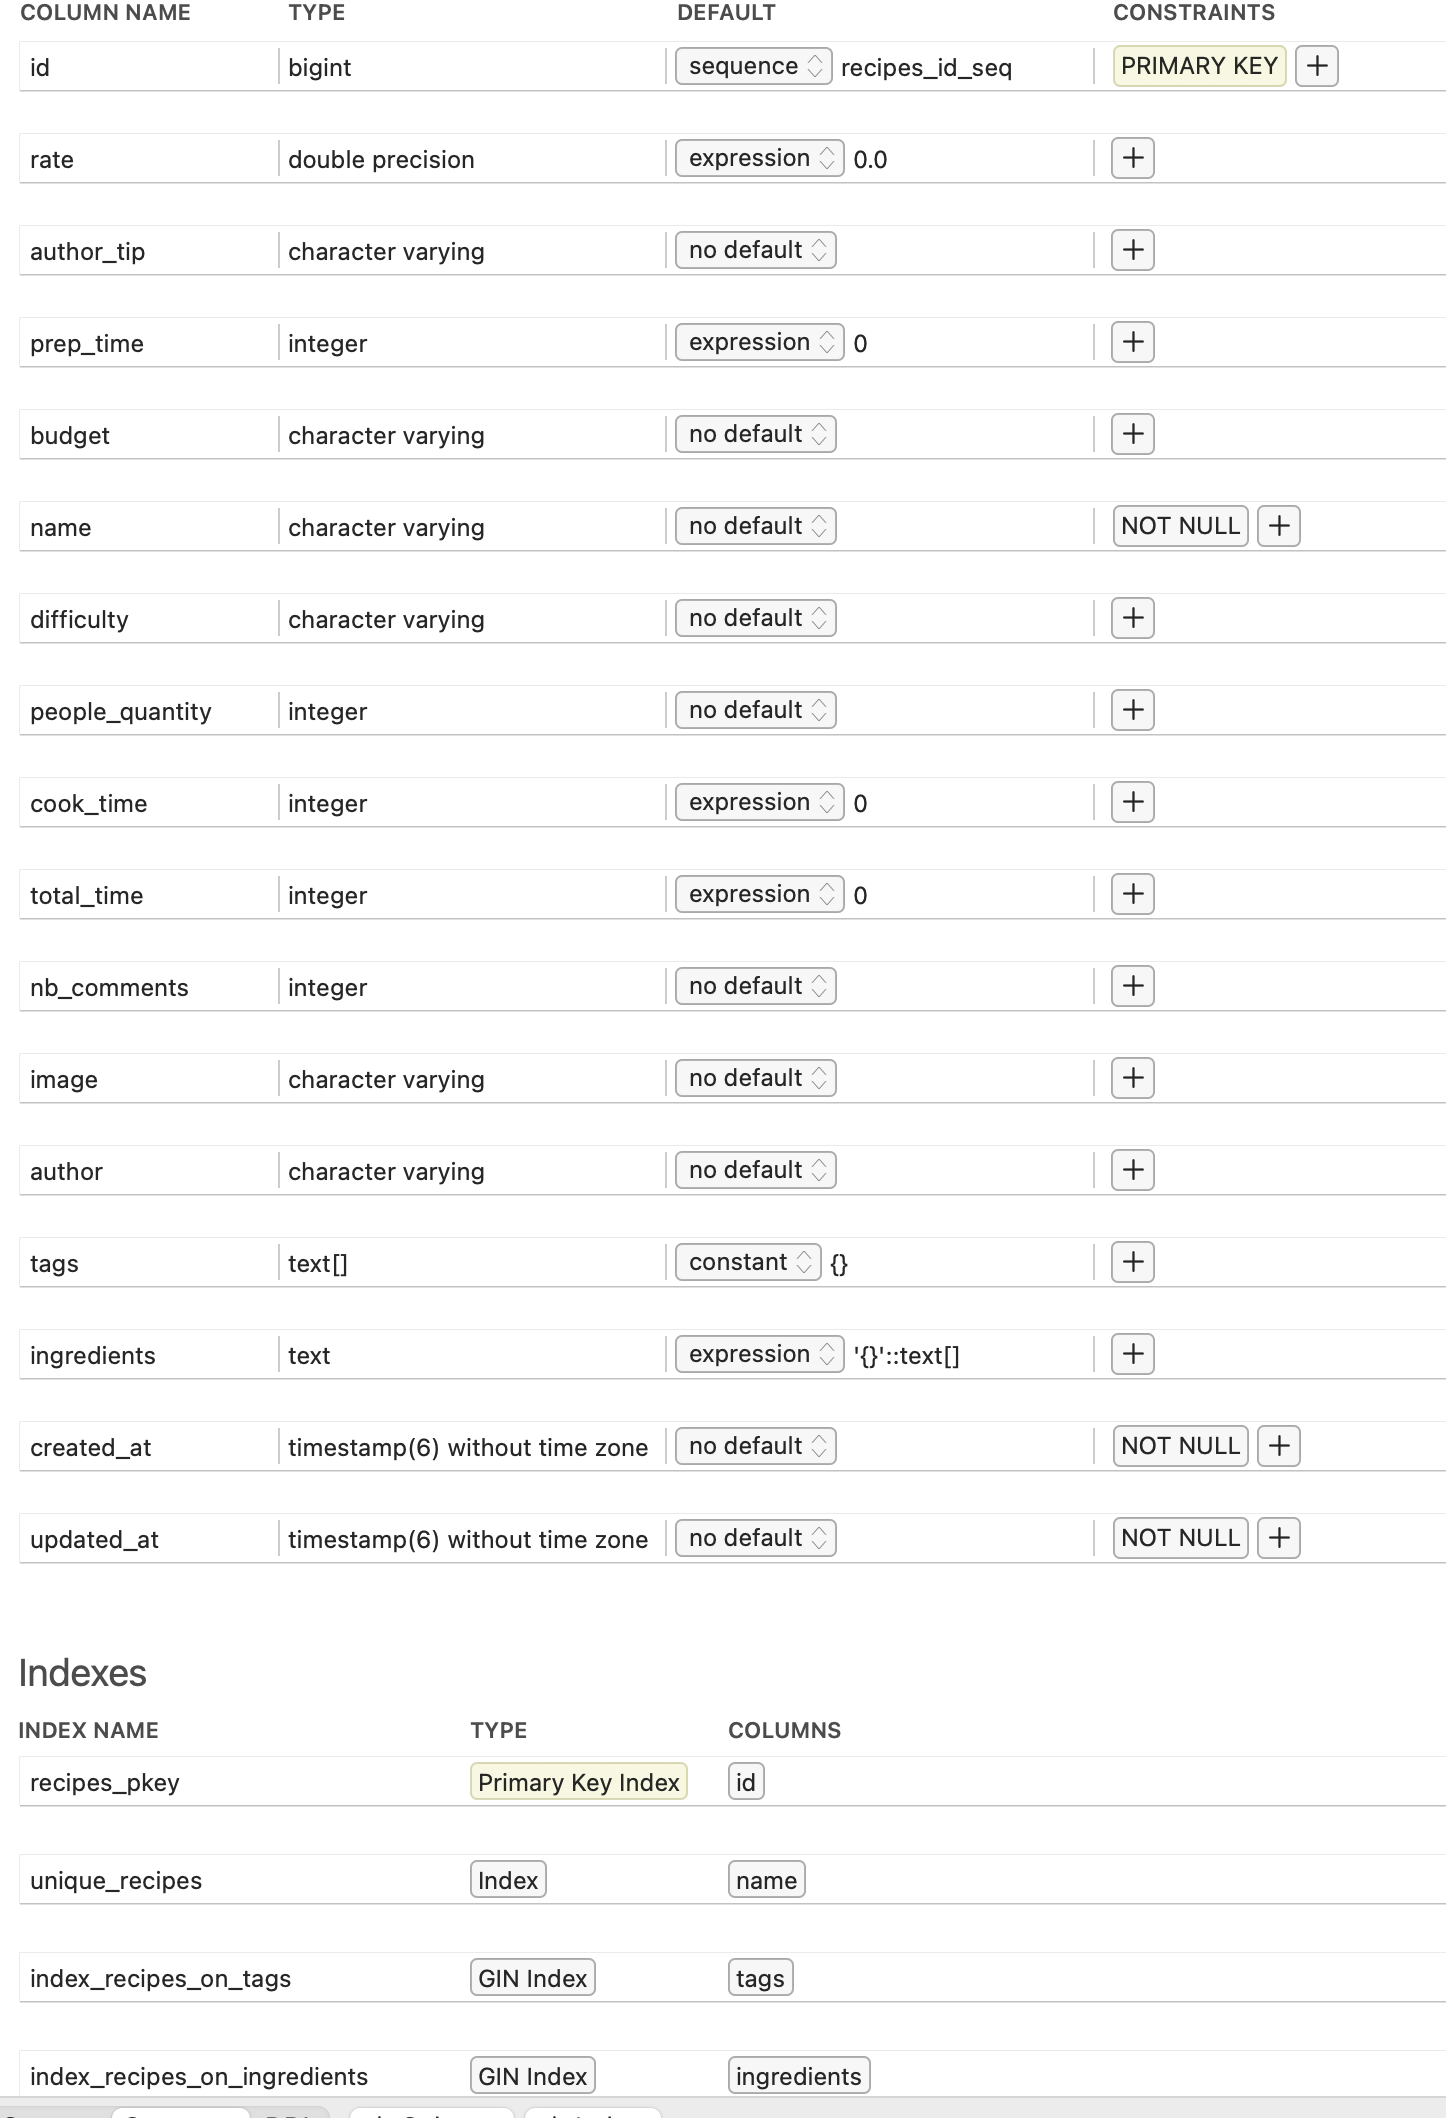 COLUMN NAME TYPE DEFAULT CONSTRAINTS
id bigint sequence recipes_id_seq PRIMARY KEY +
rate double precision expression 0.0 +
author_tip character varying no default +
prep_time integer expression 0 +
budget character varying no default +
name character varying no default NOT NULL +
difficulty character varying no default +
people_quantity integer no default +
cook_time integer expression 0 +
total_time integer expression 0 +
nb_comments integer no default +
image character varying no default +
author character varying no default +
tags text[] constant {} +
ingredients text expression '{}'::text[] +
created_at timestamp(6) without time zone no default NOT NULL +
updated_at timestamp(6) without time zone no default NOT NULL +
Indexes
INDEX NAME TYPE COLUMNS
recipes_pkey Primary Key Index id
unique_recipes Index name
index_recipes_on_tags GIN Index tags
index_recipes_on_ingredients GIN Index ingredients